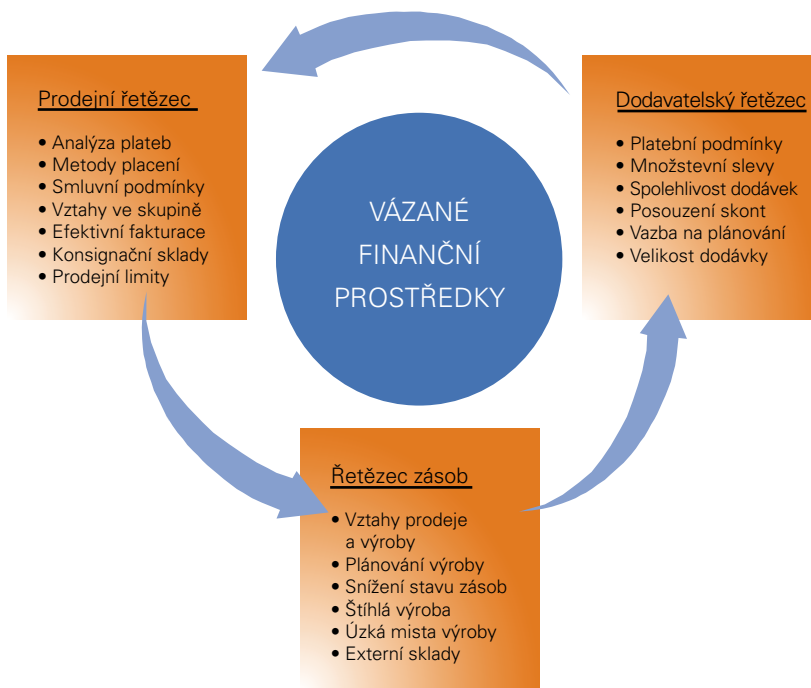 Prodejní řetězec
• Analýza plateb
• Metody placení
• Smluvní podmínky
• Vztahy ve skupině
• Efektivní fakturace
• Konsignační sklady
• Prodejní limity
VÁZANÉ
FINANČNÍ
PROSTŘEDKY
Dodavatelský řetězec
• Platební podmínky
• Množstevní slevy
• Spolehlivost dodávek
• Posouzení skont
• Vazba na plánování
• Velikost dodávky
Řetězec zásob
• Vztahy prodeje
a výroby
• Plánování výroby
• Snížení stavu zásob
• Štíhlá výroba
• Úzká mista výroby
• Externí sklady